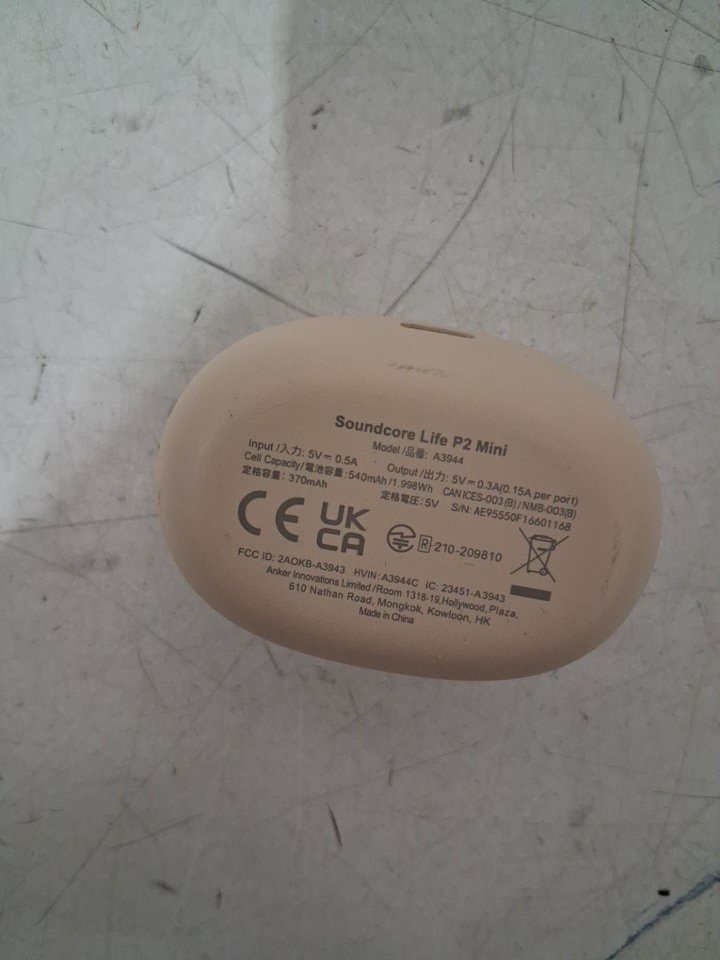 Soundcore Life P2 Mini
Model /品番: A3944
Input /入力: 5V⎓0.5A Output /出力: 5V⎓0.3A(0.15A per port)
Cell Capacity/電池容量:540mAh/1.998Wh CAN ICES-003(B)/NMB-003(B)
定格容量: 370mAh 定格電圧:5V S/N: AE95550F16601168
CE UK CA R 210-209810
FCC ID: 2AOKB-A3943 HVIN:A3944C IC: 23451-A3943
Anker Innovations Limited /Room 1318-19,Hollywood Plaza,
610 Nathan Road, Mongkok, Kowloon, HK
Made in China